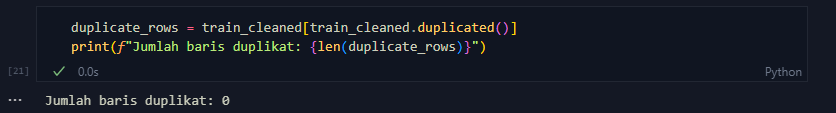 duplicate_rows = train_cleaned[train_cleaned.duplicated()]
print(f"Jumlah baris duplikat: {len(duplicate_rows)}")
[21]
0.0s
Python
Jumlah baris duplikat: 0